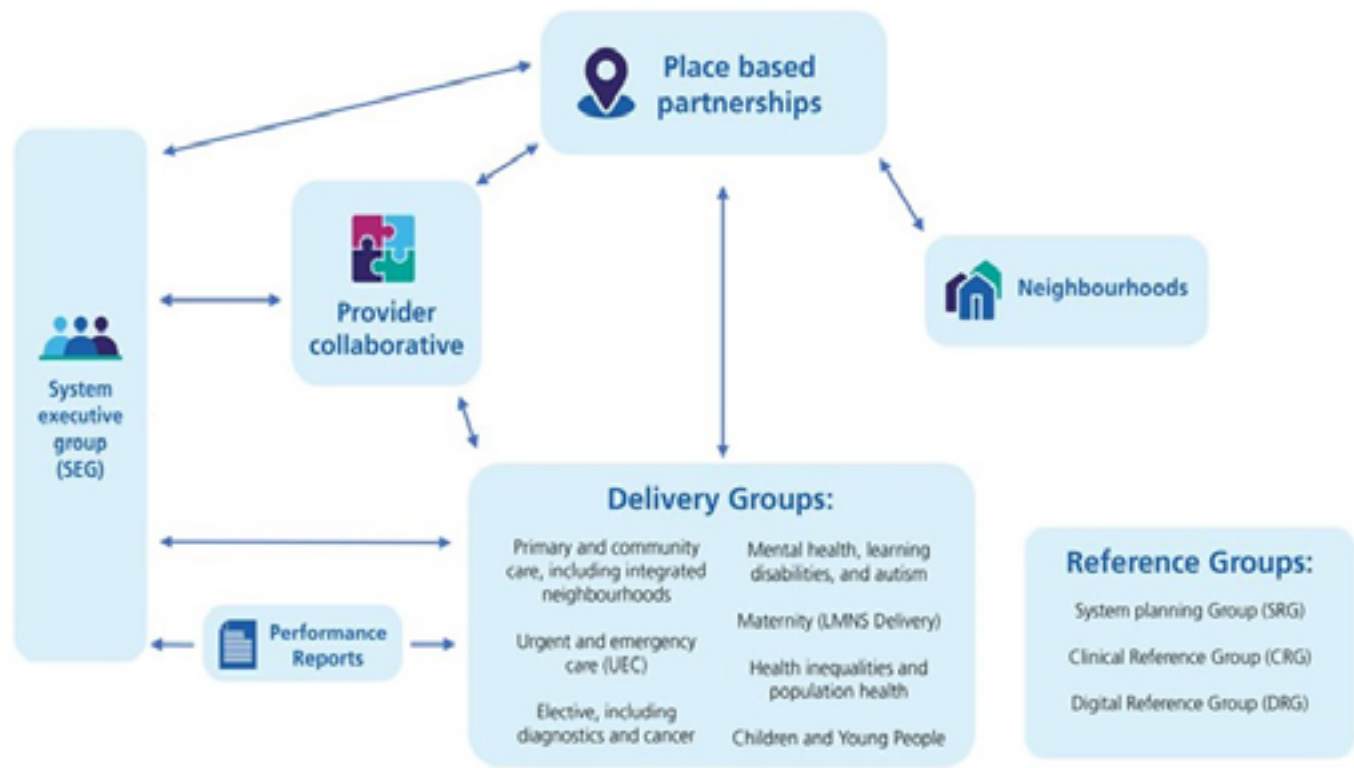 Place based
partnerships
Provider
collaborative
Neighbourhoods
System
executive
group
(SEG)
Performance
Reports
Delivery Groups:
Primary and community
care, including integrated
neighbourhoods
Urgent and emergency
care (UEC)
Elective, including
diagnostics and cancer
Mental health, learning
disabilities, and autism
Maternity (LMNS Delivery)
Health inequalities and
population health
Children and Young People
Reference Groups:
System planning Group (SRG)
Clinical Reference Group (CRG)
Digital Reference Group (DRG)